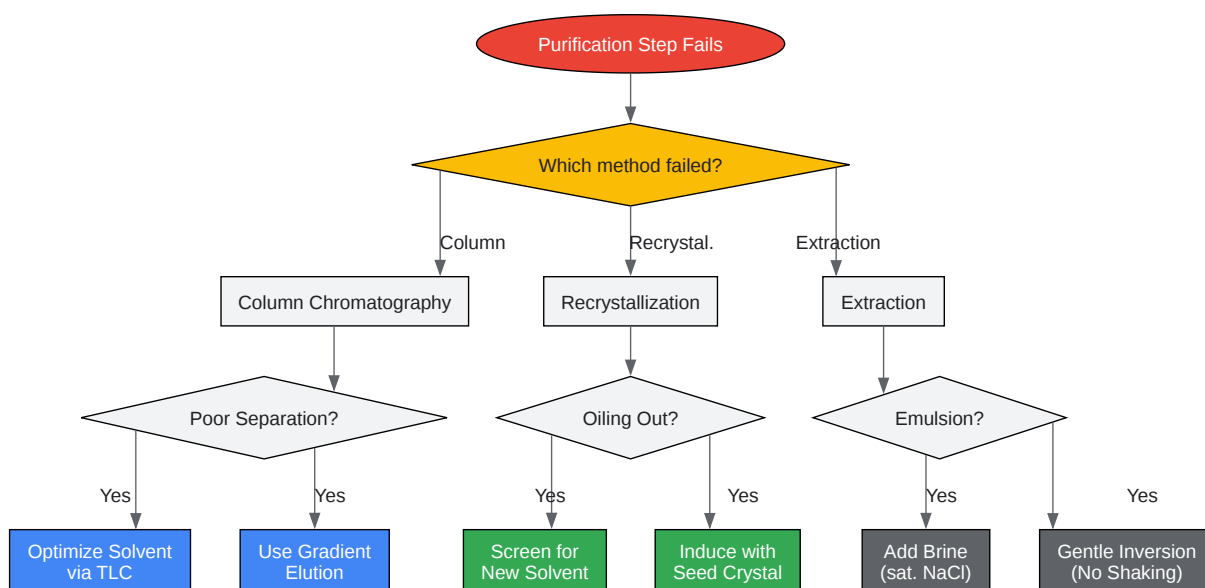 Purification Step Fails
Which method failed?
Column
Recrystal.
Extraction
Column Chromatography
Recrystallization
Extraction
Poor Separation?
Oiling Out?
Emulsion?
Yes
Yes
Yes
Yes
Yes
Yes
Optimize Solvent
via TLC
Use Gradient
Elution
Screen for
New Solvent
Induce with
Seed Crystal
Add Brine
(sat. NaCl)
Gentle Inversion
(No Shaking)